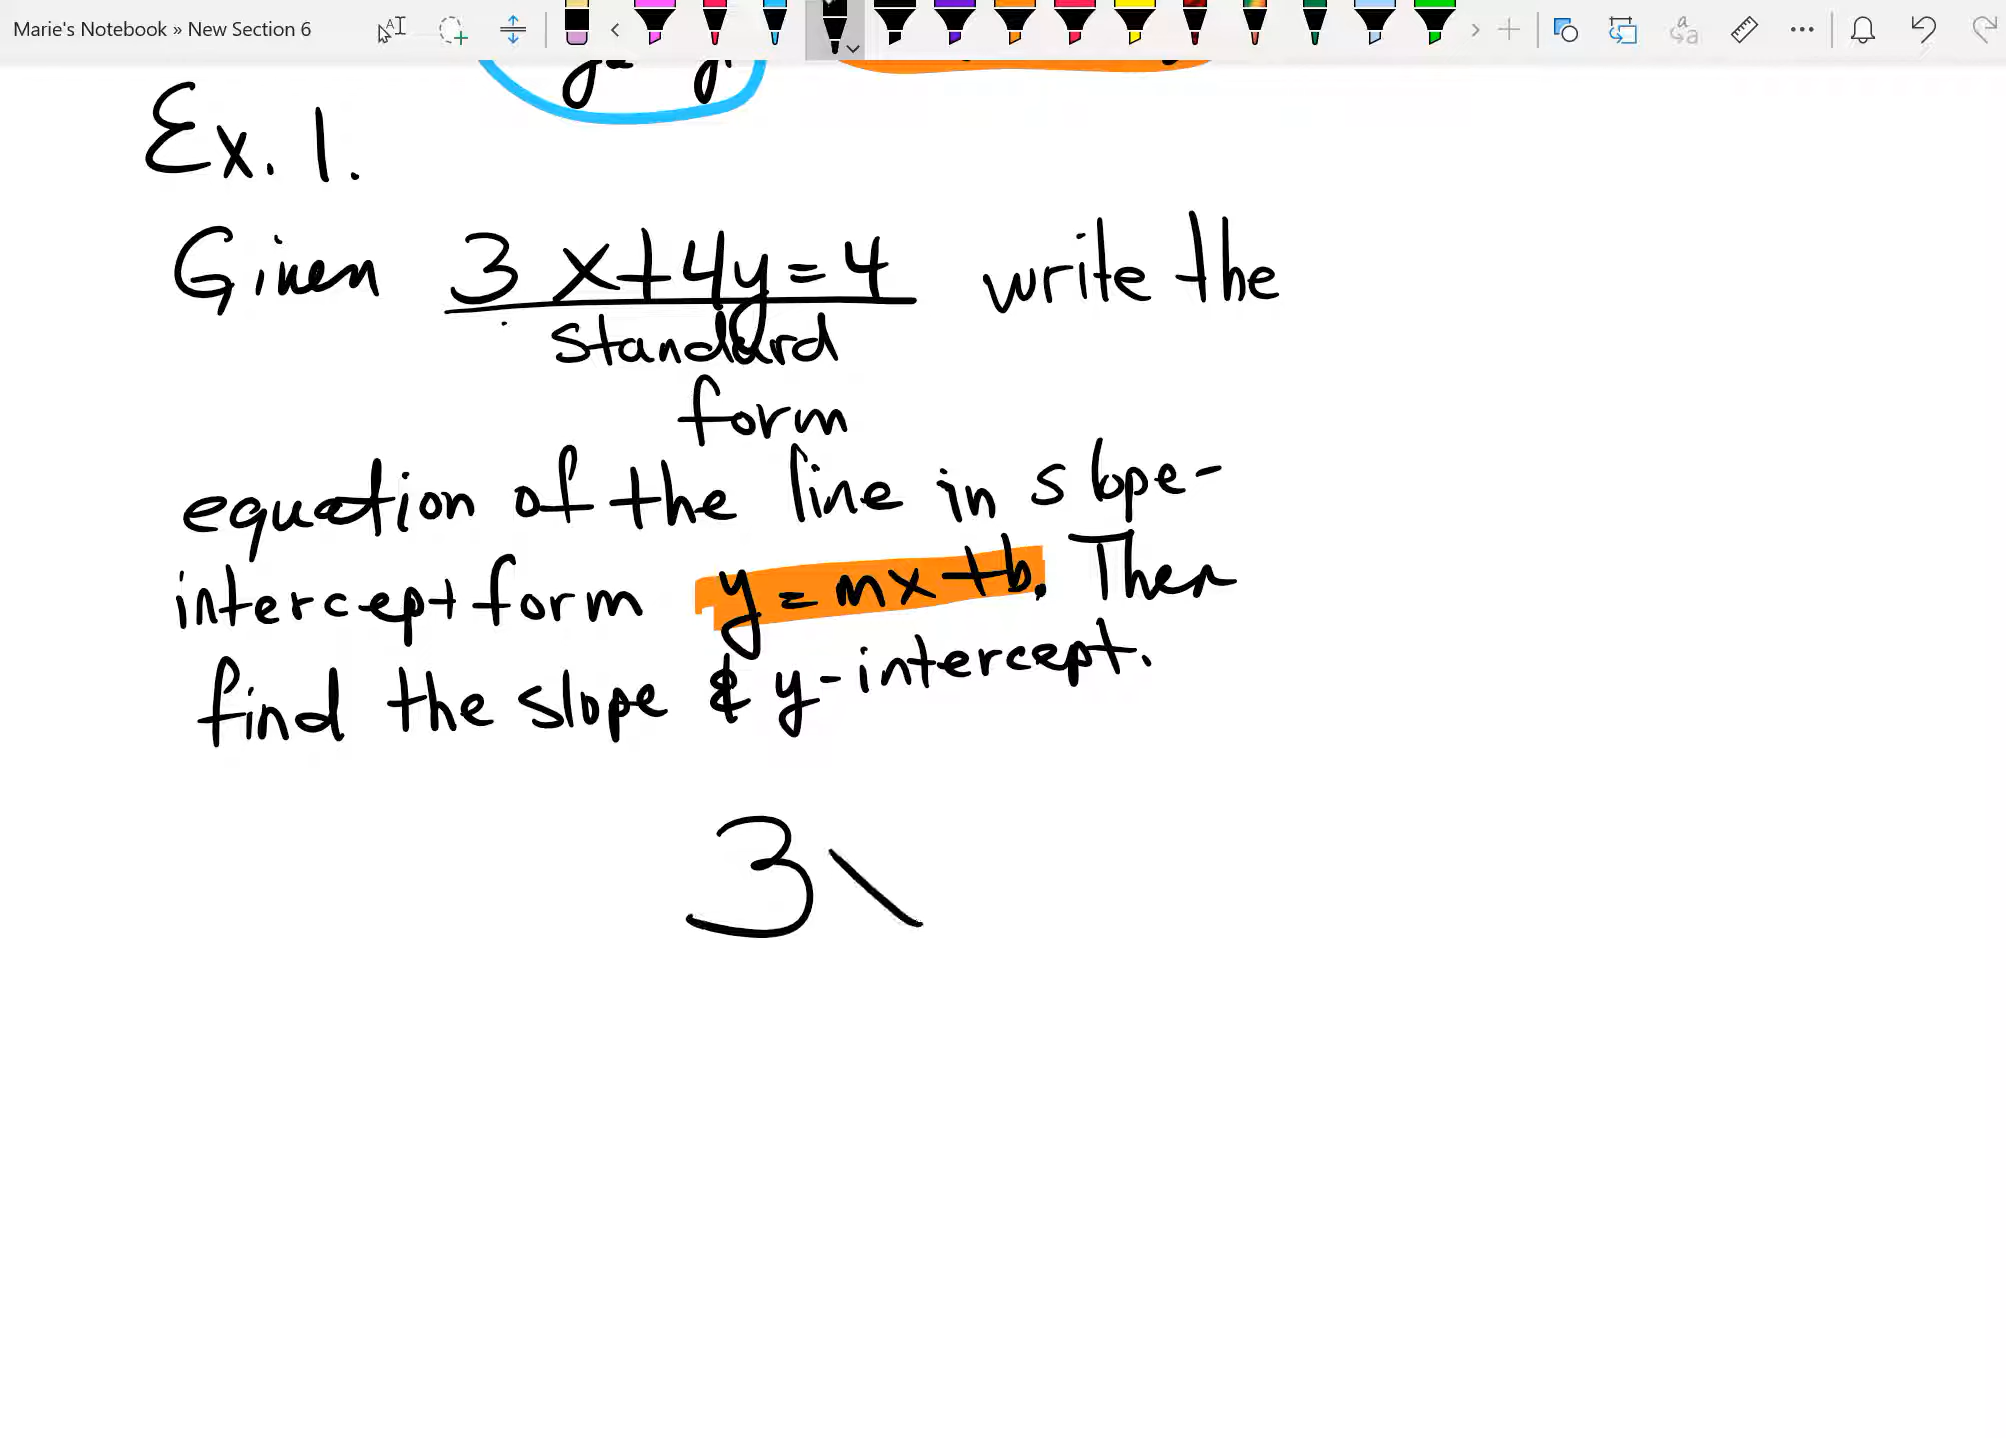 Marie's Notebook » New Section 6
Ex. 1.
Given 3x+4y=4 write the
standard
form
equation of the line in slope-
intercept form y=mx+b. Then
find the slope & y-intercept.
3